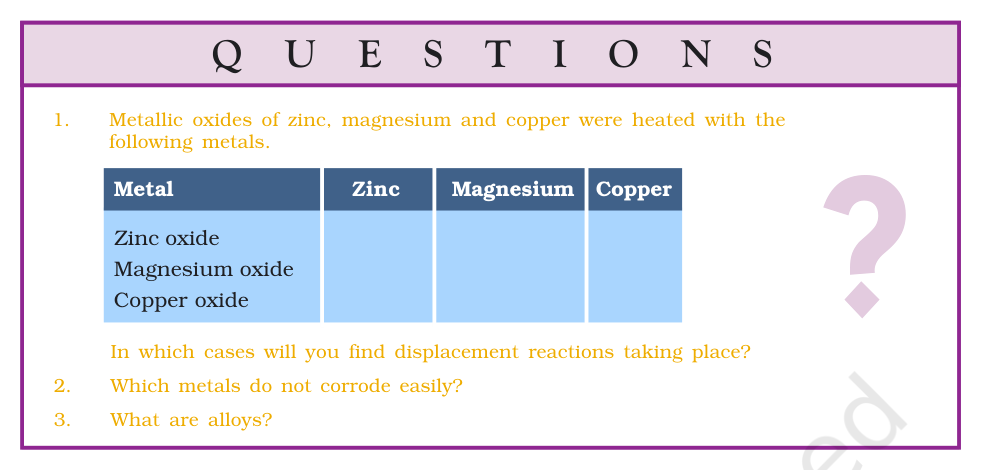 QUESTIONS
1. Metallic oxides of zinc, magnesium and copper were heated with the
following metals.
Metal Zinc Magnesium Copper
Zinc oxide
Magnesium oxide
Copper oxide
?
In which cases will you find displacement reactions taking place?
2. Which metals do not corrode easily?
3. What are alloys?
ed